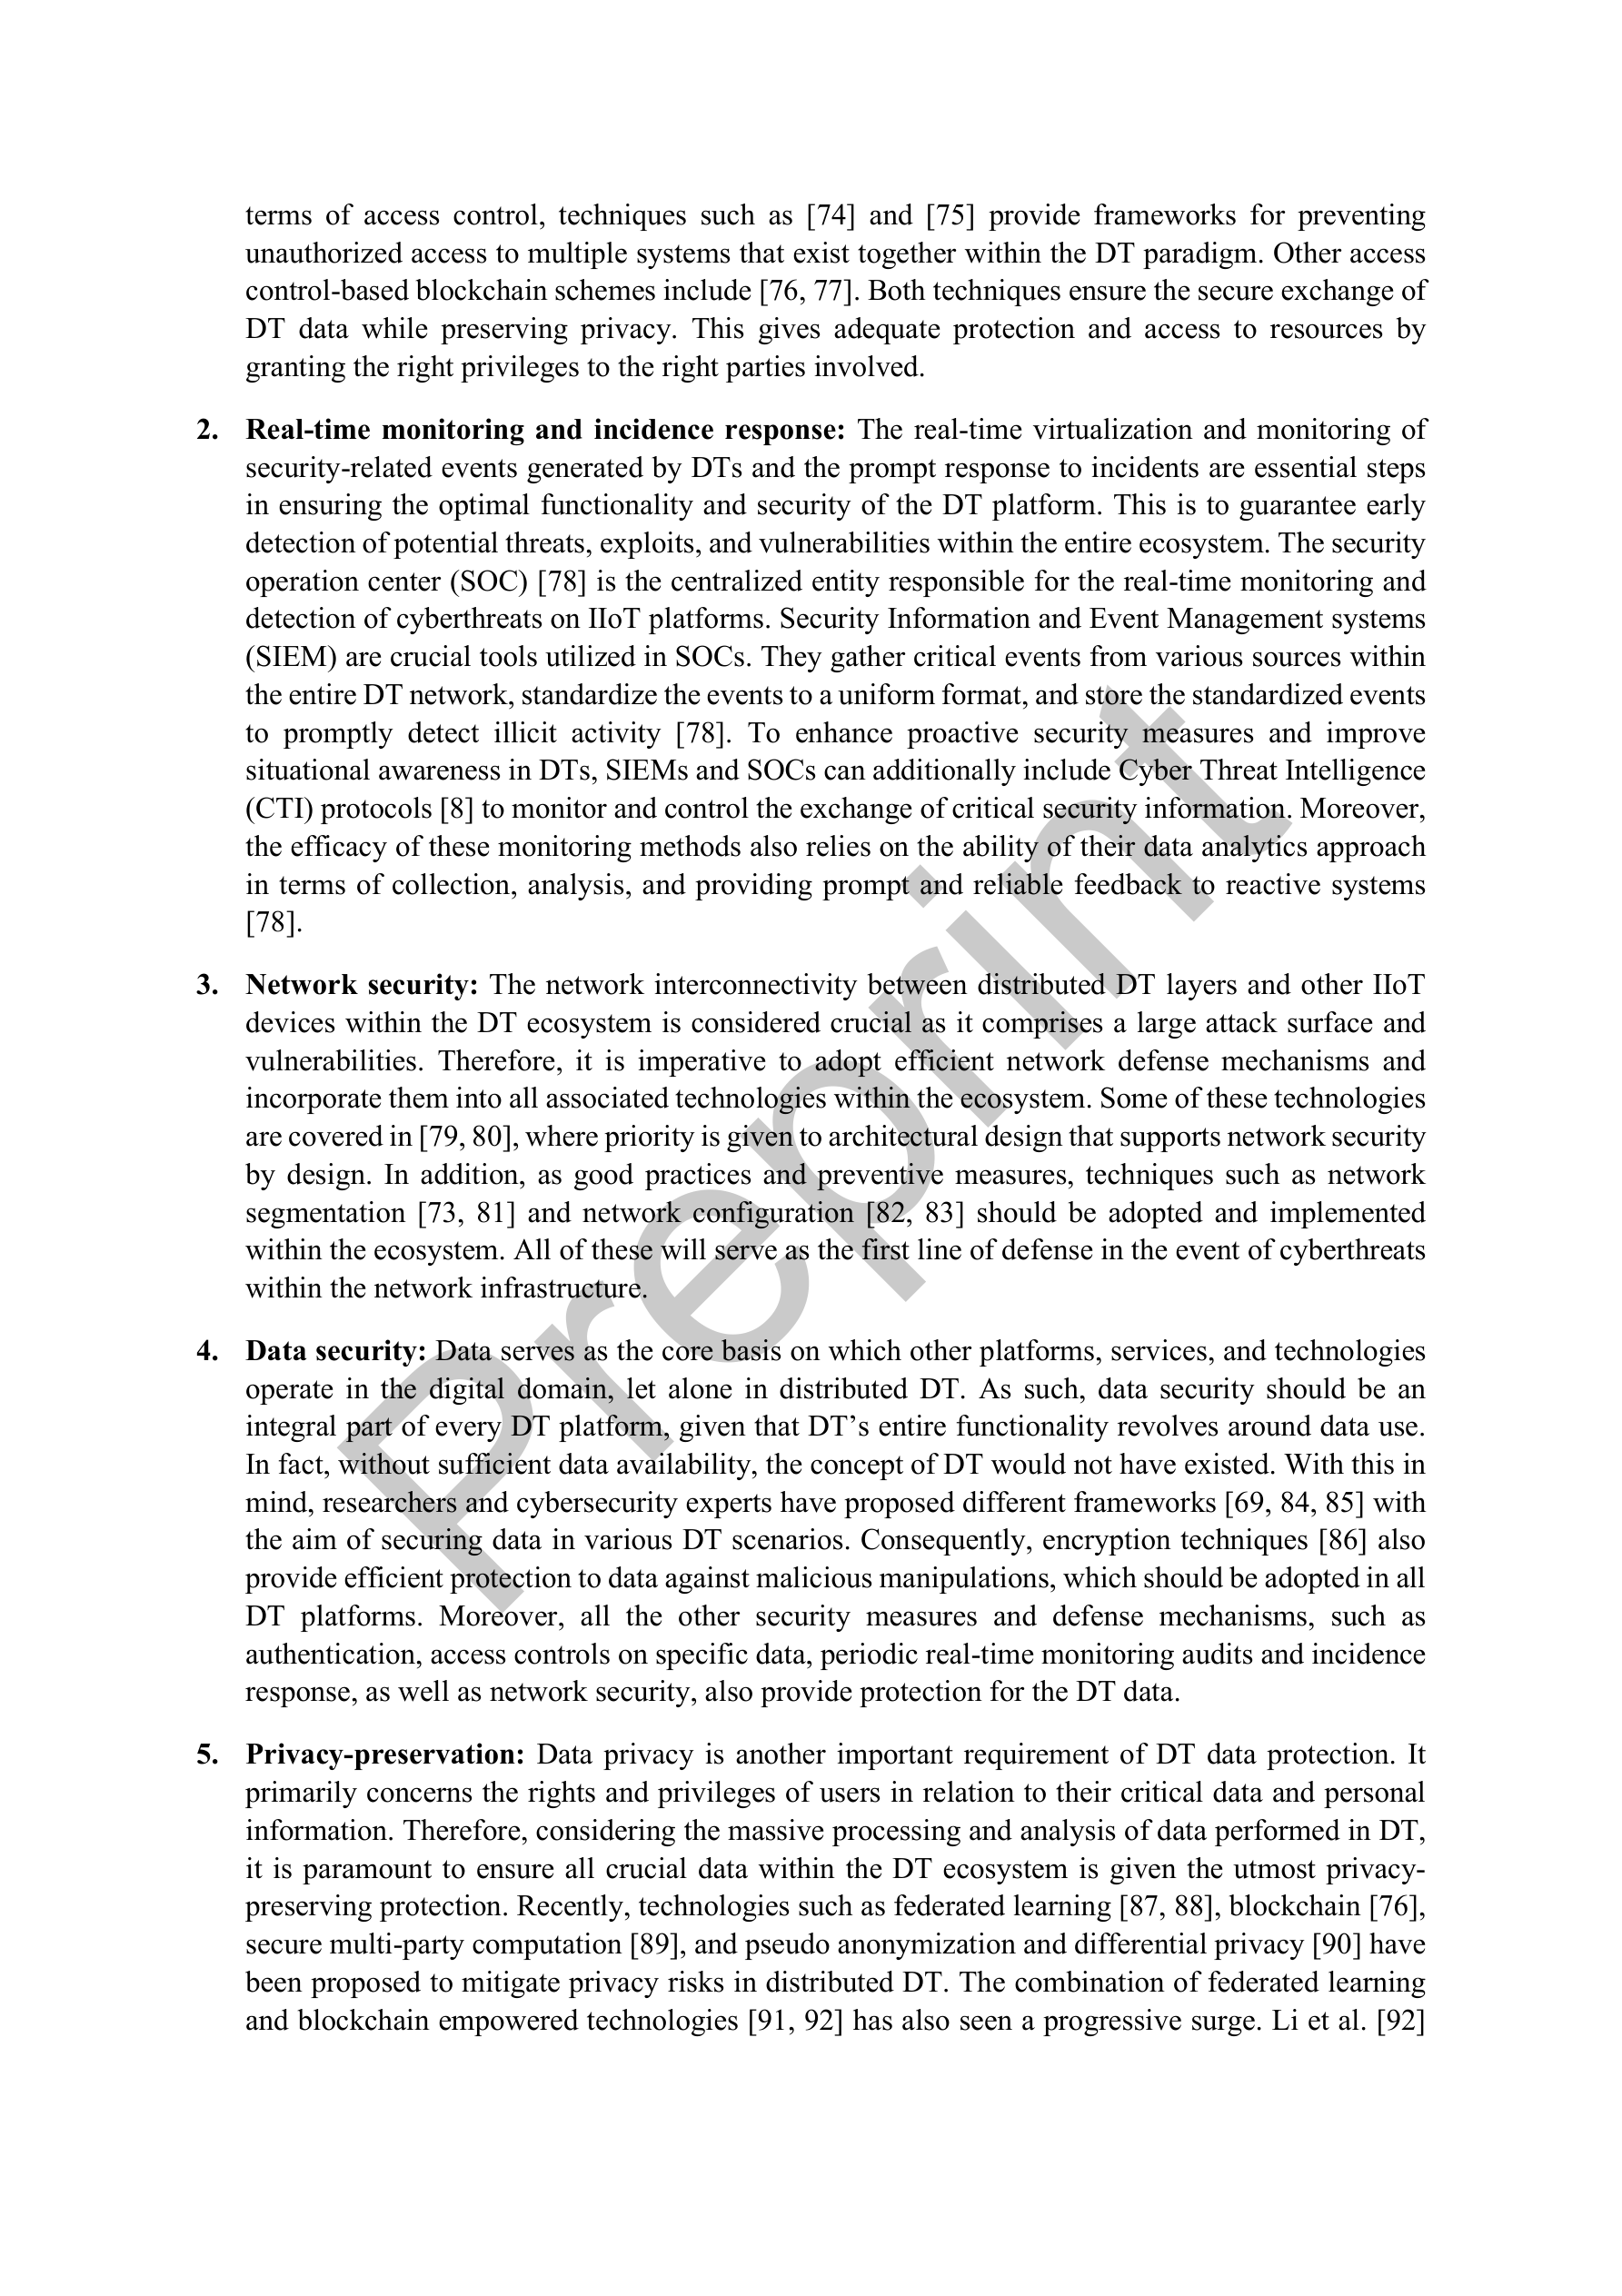 terms of access control, techniques such as [74] and [75] provide frameworks for preventing
unauthorized access to multiple systems that exist together within the DT paradigm. Other access
control-based blockchain schemes include [76, 77]. Both techniques ensure the secure exchange of
DT data while preserving privacy. This gives adequate protection and access to resources by
granting the right privileges to the right parties involved.
2. Real-time monitoring and incidence response: The real-time virtualization and monitoring of
security-related events generated by DTs and the prompt response to incidents are essential steps
in ensuring the optimal functionality and security of the DT platform. This is to guarantee early
detection of potential threats, exploits, and vulnerabilities within the entire ecosystem. The security
operation center (SOC) [78] is the centralized entity responsible for the real-time monitoring and
detection of cyberthreats on IIoT platforms. Security Information and Event Management systems
(SIEM) are crucial tools utilized in SOCs. They gather critical events from various sources within
the entire DT network, standardize the events to a uniform format, and store the standardized events
to promptly detect illicit activity [78]. To enhance proactive security measures and improve
situational awareness in DTs, SIEMs and SOCs can additionally include Cyber Threat Intelligence
(CTI) protocols [8] to monitor and control the exchange of critical security information. Moreover,
the efficacy of these monitoring methods also relies on the ability of their data analytics approach
in terms of collection, analysis, and providing prompt and reliable feedback to reactive systems
[78].
3. Network security: The network interconnectivity between distributed DT layers and other IIoT
devices within the DT ecosystem is considered crucial as it comprises a large attack surface and
vulnerabilities. Therefore, it is imperative to adopt efficient network defense mechanisms and
incorporate them into all associated technologies within the ecosystem. Some of these technologies
are covered in [79, 80], where priority is given to architectural design that supports network security
by design. In addition, as good practices and preventive measures, techniques such as network
segmentation [73, 81] and network configuration [82, 83] should be adopted and implemented
within the ecosystem. All of these will serve as the first line of defense in the event of cyberthreats
within the network infrastructure.
4. Data security: Data serves as the core basis on which other platforms, services, and technologies
operate in the digital domain, let alone in distributed DT. As such, data security should be an
integral part of every DT platform, given that DT’s entire functionality revolves around data use.
In fact, without sufficient data availability, the concept of DT would not have existed. With this in
mind, researchers and cybersecurity experts have proposed different frameworks [69, 84, 85] with
the aim of securing data in various DT scenarios. Consequently, encryption techniques [86] also
provide efficient protection to data against malicious manipulations, which should be adopted in all
DT platforms. Moreover, all the other security measures and defense mechanisms, such as
authentication, access controls on specific data, periodic real-time monitoring audits and incidence
response, as well as network security, also provide protection for the DT data.
5. Privacy-preservation: Data privacy is another important requirement of DT data protection. It
primarily concerns the rights and privileges of users in relation to their critical data and personal
information. Therefore, considering the massive processing and analysis of data performed in DT,
it is paramount to ensure all crucial data within the DT ecosystem is given the utmost privacy-
preserving protection. Recently, technologies such as federated learning [87, 88], blockchain [76],
secure multi-party computation [89], and pseudo anonymization and differential privacy [90] have
been proposed to mitigate privacy risks in distributed DT. The combination of federated learning
and blockchain empowered technologies [91, 92] has also seen a progressive surge. Li et al. [92]
Preprint